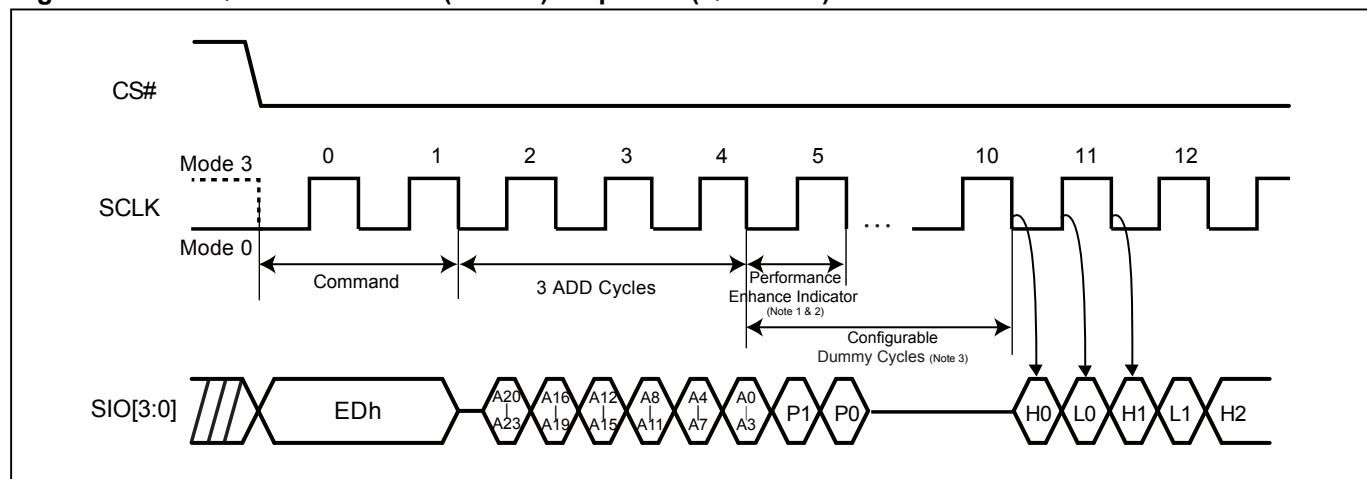 CS#
Mode 3
0 1 2 3 4 5 10 11 12
SCLK
...
Mode 0
Command
3 ADD Cycles
Performance
Enhance Indicator
(Note 1 & 2)
Configurable
Dummy Cycles (Note 3)
SIO[3:0]
EDh
A20 | A23
A16 | A19
A12 | A15
A8 | A11
A4 | A7
A0 | A3
P1 P0 H0 L0 H1 L1 H2